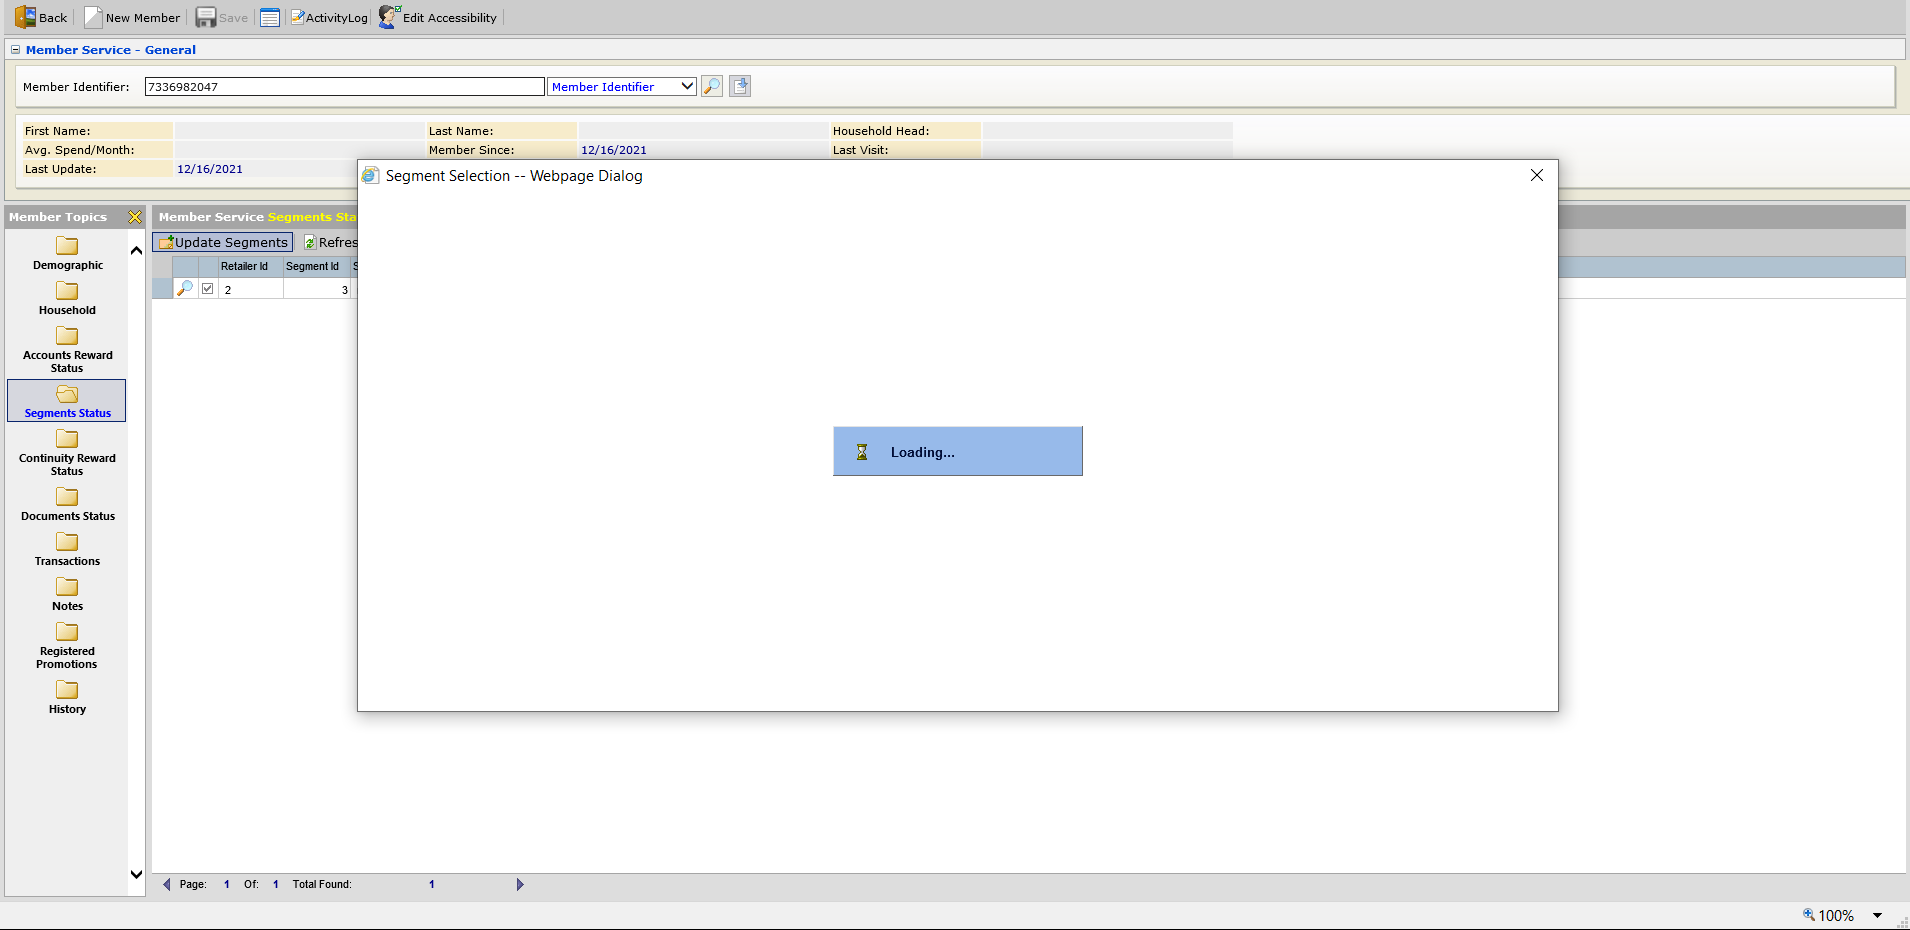 Back New Member Save ActivityLog Edit Accessibility
Member Service - General
Member Identifier: 7336982047 Member Identifier
First Name: Last Name: Household Head:
Avg. Spend/Month: Member Since: 12/16/2021 Last Visit:
Last Update: 12/16/2021
Segment Selection -- Webpage Dialog
Member Topics
Member Service Segments Sta
Update Segments Refres
Retailer Id Segment Id S
2 3
Demographic
Household
Accounts Reward
Status
Segments Status
Continuity Reward
Status
Documents Status
Transactions
Notes
Registered
Promotions
History
Loading...
Page: 1 Of: 1 Total Found: 1
100%